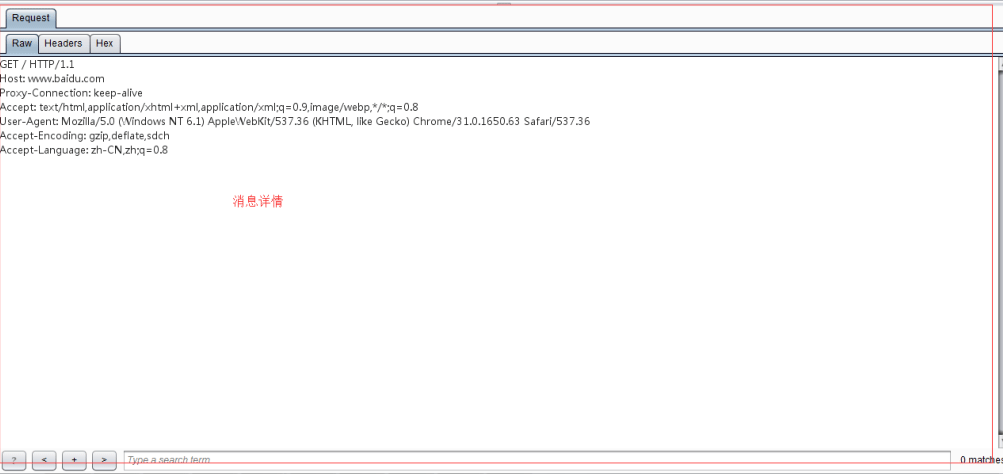 Request
Raw Headers Hex
GET / HTTP/1.1
Host: www.baidu.com
Proxy-Connection: keep-alive
Accept: text/html,application/xhtml+xml,application/xml;q=0.9,image/webp,*/*;q=0.8
User-Agent: Mozilla/5.0 (Windows NT 6.1) AppleWebKit/537.36 (KHTML, like Gecko) Chrome/31.0.1650.63 Safari/537.36
Accept-Encoding: gzip,deflate,sdch
Accept-Language: zh-CN,zh;q=0.8
消息详情
? < + > Type a search term 0 matches